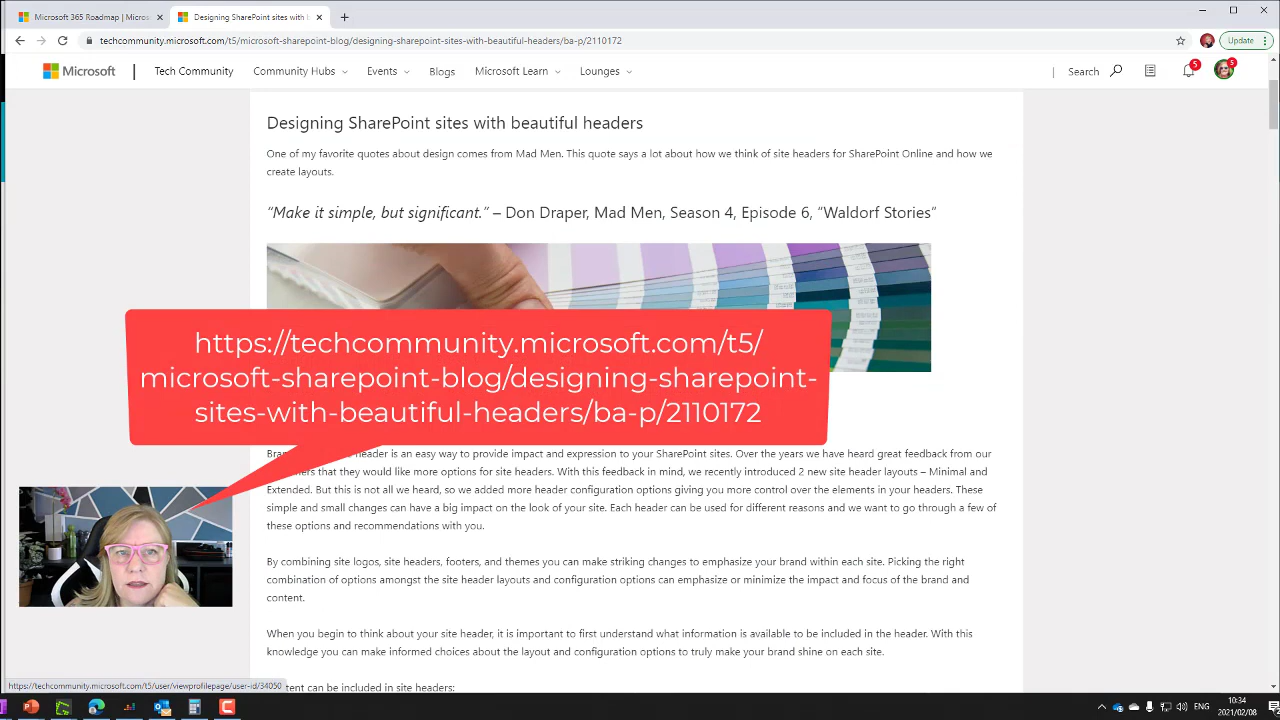 Microsoft 365 Roadmap | Micros
Designing SharePoint sites with b
techcommunity.microsoft.com/t5/microsoft-sharepoint-blog/designing-sharepoint-sites-with-beautiful-headers/ba-p/2110172
Update
Microsoft
Tech Community
Community Hubs
Events
Blogs
Microsoft Learn
Lounges
Search
5
5
Designing SharePoint sites with beautiful headers
One of my favorite quotes about design comes from Mad Men. This quote says a lot about how we think of site headers for SharePoint Online and how we
create layouts.
“Make it simple, but significant.” – Don Draper, Mad Men, Season 4, Episode 6, “Waldorf Stories”
https://techcommunity.microsoft.com/t5/
microsoft-sharepoint-blog/designing-sharepoint-
sites-with-beautiful-headers/ba-p/2110172
header is an easy way to provide impact and expression to your SharePoint sites. Over the years we have heard great feedback from our
that they would like more options for site headers. With this feedback in mind, we recently introduced 2 new site header layouts – Minimal and
Extended. But this is not all we heard, so we added more header configuration options giving you more control over the elements in your headers. These
simple and small changes can have a big impact on the look of your site. Each header can be used for different reasons and we want to go through a few of
these options and recommendations with you.
By combining site logos, site headers, footers, and themes you can make striking changes to emphasize your brand within each site. Picking the right
combination of options amongst the site header layouts and configuration options can emphasize or minimize the impact and focus of the brand and
content.
When you begin to think about your site header, it is important to first understand what information is available to be included in the header. With this
knowledge you can make informed choices about the layout and configuration options to truly make your brand shine on each site.
https://techcommunity.microsoft.com/t5/user/viewprofilepage/user-id/34050
tent can be included in site headers:
ENG
10:34
2021/02/08